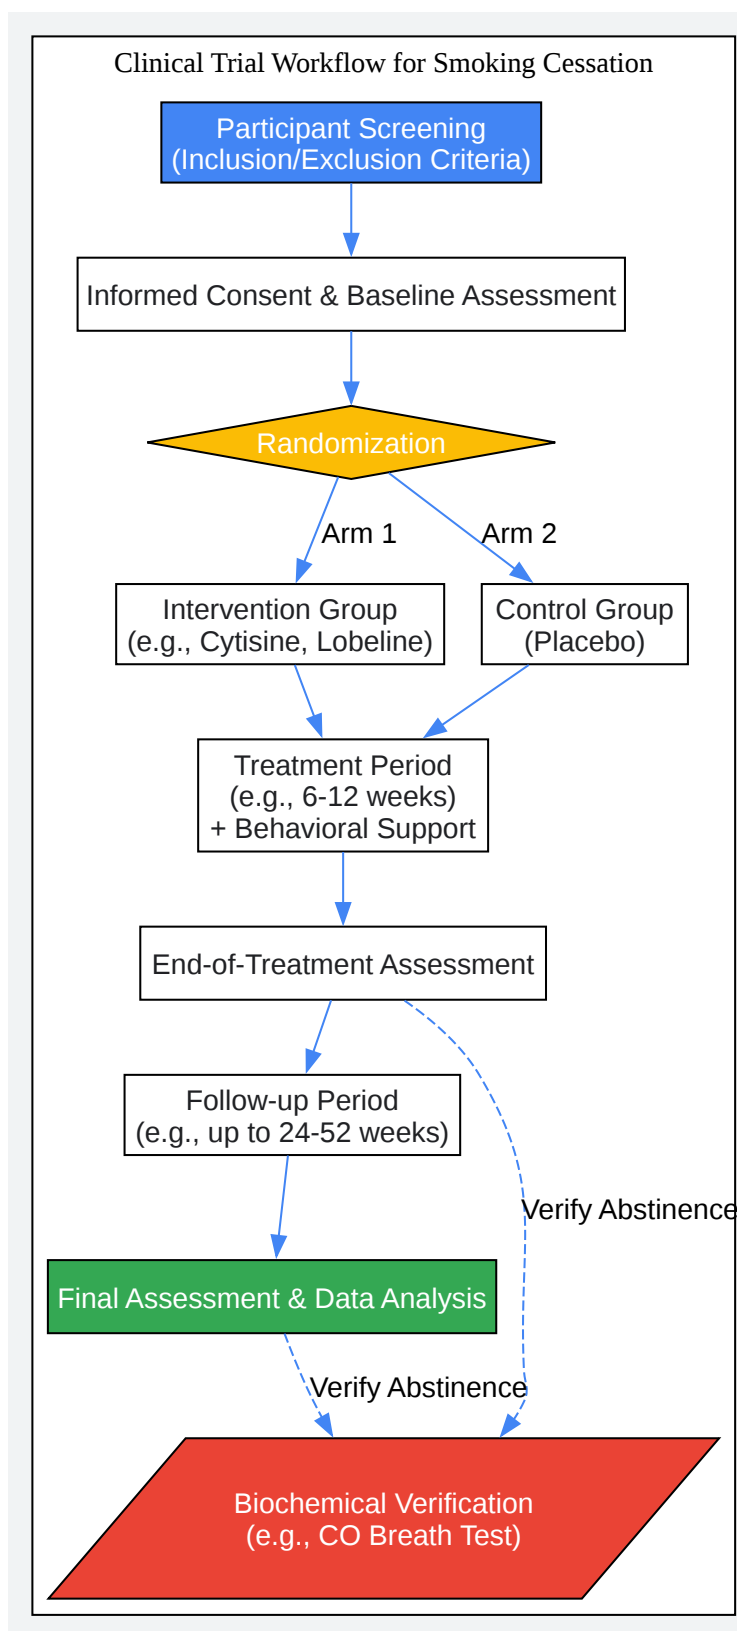 Clinical Trial Workflow for Smoking Cessation
Participant Screening
(Inclusion/Exclusion Criteria)
Informed Consent & Baseline Assessment
Randomization
Arm 1
Arm 2
Intervention Group
(e.g., Cytisine, Lobeline)
Control Group
(Placebo)
Treatment Period
(e.g., 6-12 weeks)
+ Behavioral Support
End-of-Treatment Assessment
Follow-up Period
(e.g., up to 24-52 weeks)
Verify Abstinence
Final Assessment & Data Analysis
Verify Abstinence
Biochemical Verification
(e.g., CO Breath Test)